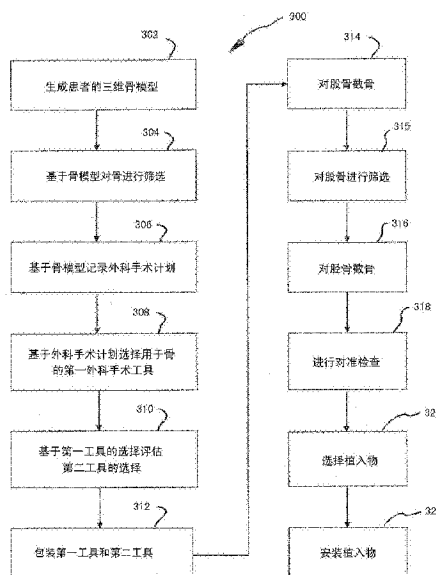 900
302
生成患者的三维骨模型
304
基于骨模型对骨进行筛选
306
基于骨模型记录外科手术计划
308
基于外科手术计划选择用于骨
的第一外科手术工具
310
基于第一工具的选择评估
第二工具的选择
312
包装第一工具和第二工具
314
对股骨截骨
315
对股骨进行筛选
316
对股骨截骨
318
进行对准检查
32
选择植入物
32
安装植入物